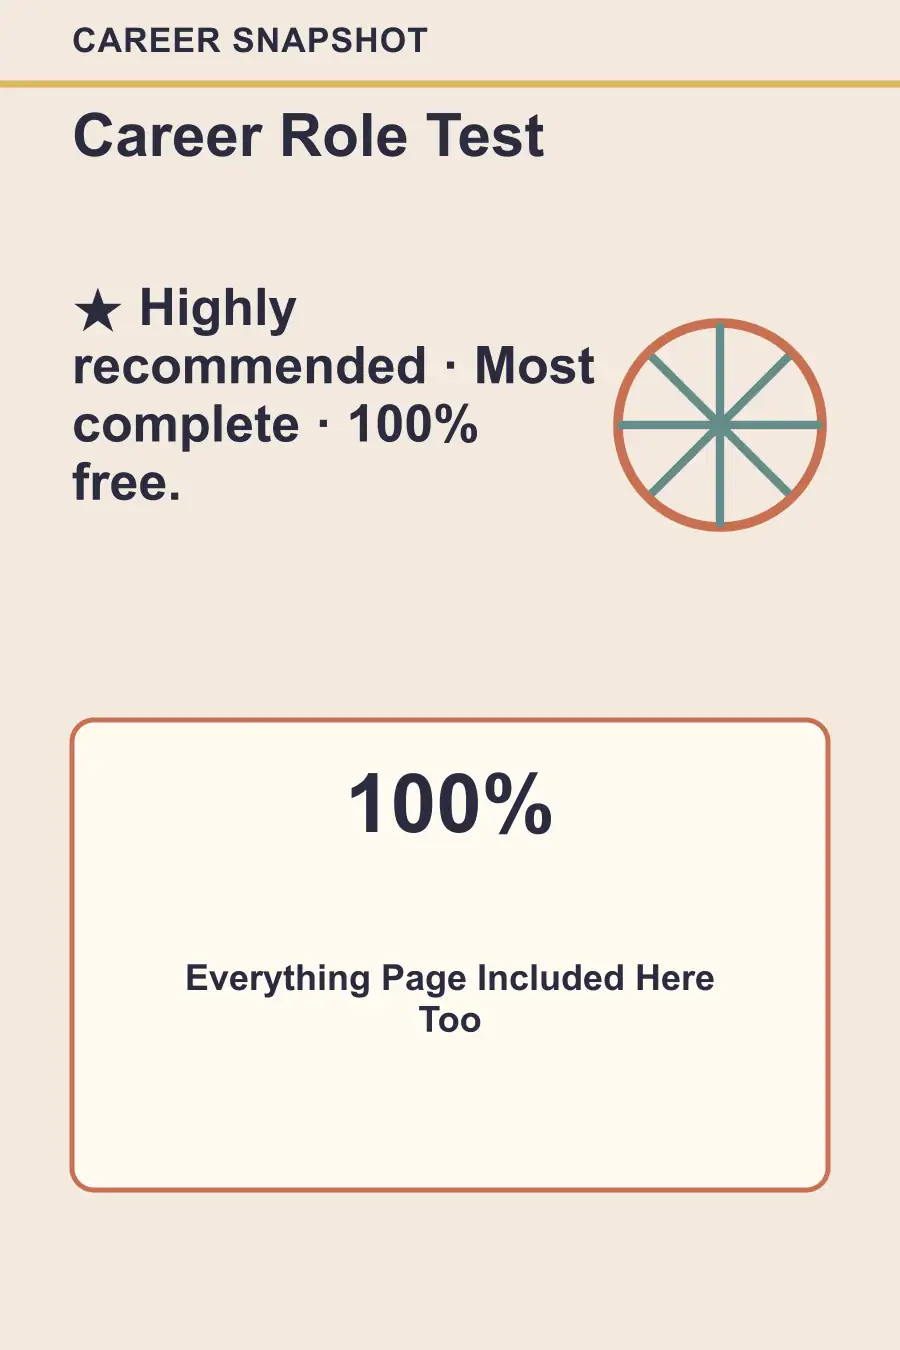 CAREER SNAPSHOT
Career Role Test
★ Highly
recommended · Most
complete · 100%
free.
100%
Everything Page Included Here
Too